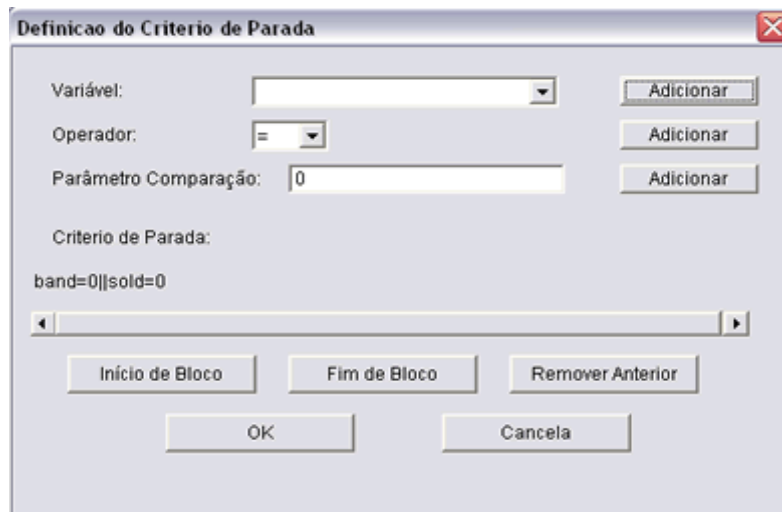 Definicao do Criterio de Parada
Variável: Adicionar
Operador: = Adicionar
Parâmetro Comparação: 0 Adicionar
Criterio de Parada:
band=0||sold=0
Início de Bloco Fim de Bloco Remover Anterior
OK Cancela